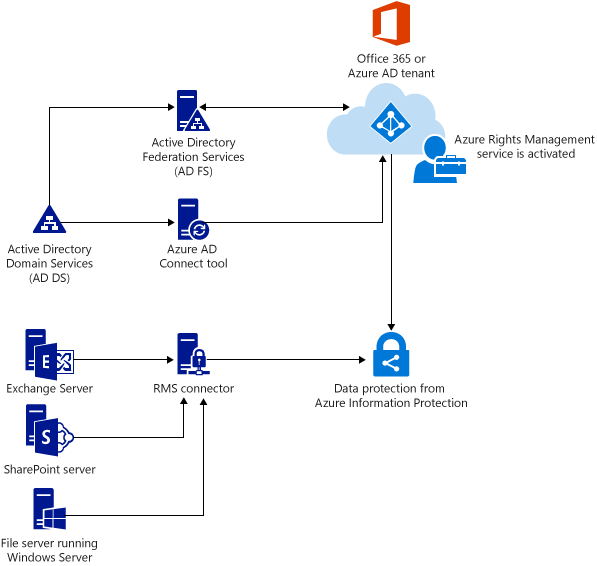 Office 365 or
Azure AD tenant
Azure Rights Management
service is activated
Active Directory
Federation Services
(AD FS)
Active Directory
Domain Services
(AD DS)
Azure AD
Connect tool
E
Exchange Server
RMS connector
Data protection from
Azure Information Protection
S
SharePoint server
File server running
Windows Server